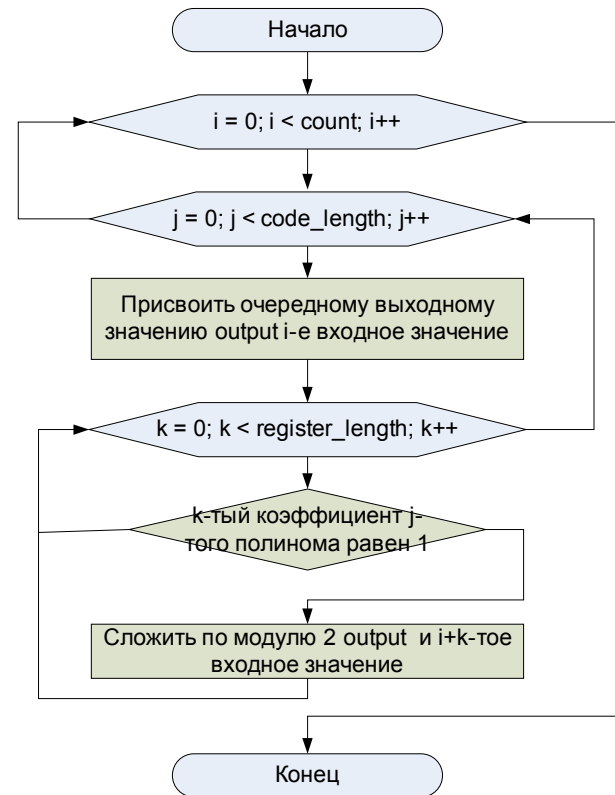 Начало
i = 0; i < count; i++
j = 0; j < code_length; j++
Присвоить очередному выходному
значению output i-е входное значение
k = 0; k < register_length; k++
k-тый коэффициент j-
того полинома равен 1
Сложить по модулю 2 output и i+k-тое
входное значение
Конец